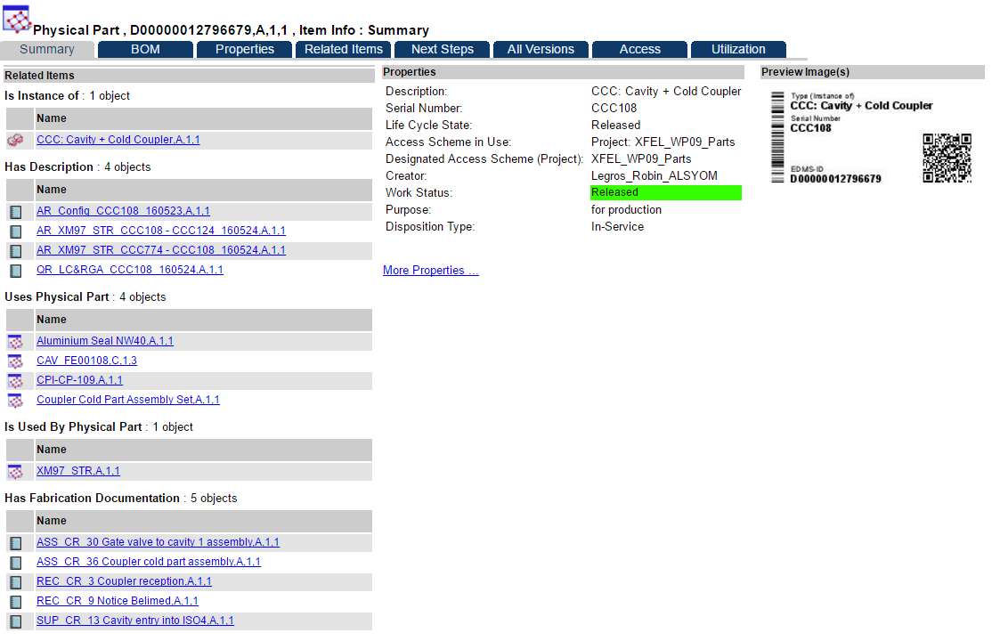 Physical Part , D00000012796679,A,1,1 , Item Info : Summary
Summary BOM Properties Related Items Next Steps All Versions Access Utilization
Related Items
Is Instance of : 1 object
Name
CCC: Cavity + Cold Coupler,A,1,1
Has Description : 4 objects
Name
AR_Config_CCC108_160523,A,1,1
AR_XM97_STR_CCC108 - CCC124_160524,A,1,1
AR_XM97_STR_CCC774 - CCC108_160524,A,1,1
QR_LC&RGA_CCC108_160524,A,1,1
Uses Physical Part : 4 objects
Name
Aluminium Seal NW40,A,1,1
CAV_FE00108,C,1,3
CPI-CP-109,A,1,1
Coupler Cold Part Assembly Set,A,1,1
Is Used By Physical Part : 1 object
Name
XM97_STR,A,1,1
Has Fabrication Documentation : 5 objects
Name
ASS_CR_30 Gate valve to cavity 1 assembly,A,1,1
ASS_CR_36 Coupler cold part assembly,A,1,1
REC_CR_3 Coupler reception,A,1,1
REC_CR_9 Notice Belimed,A,1,1
SUP_CR_13 Cavity entry into ISO4,A,1,1
Properties
Description: CCC: Cavity + Cold Coupler
Serial Number: CCC108
Life Cycle State: Released
Access Scheme in Use: Project: XFEL_WP09_Parts
Designated Access Scheme (Project): XFEL_WP09_Parts
Creator: Legros_Robin_ALSYOM
Work Status: Released
Purpose: for production
Disposition Type: In-Service
More Properties ...
Preview Image(s)
Type (Instance of)
CCC: Cavity + Cold Coupler
Serial Number
CCC108
EDMS-ID
D00000012796679